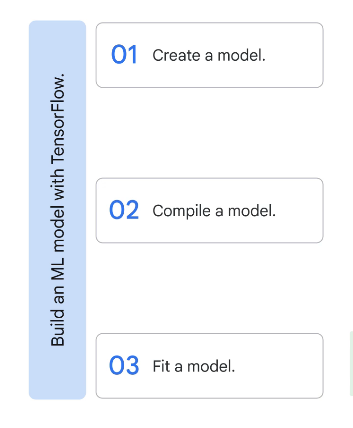 Build an ML model with TensorFlow.
01 Create a model.
02 Compile a model.
03 Fit a model.